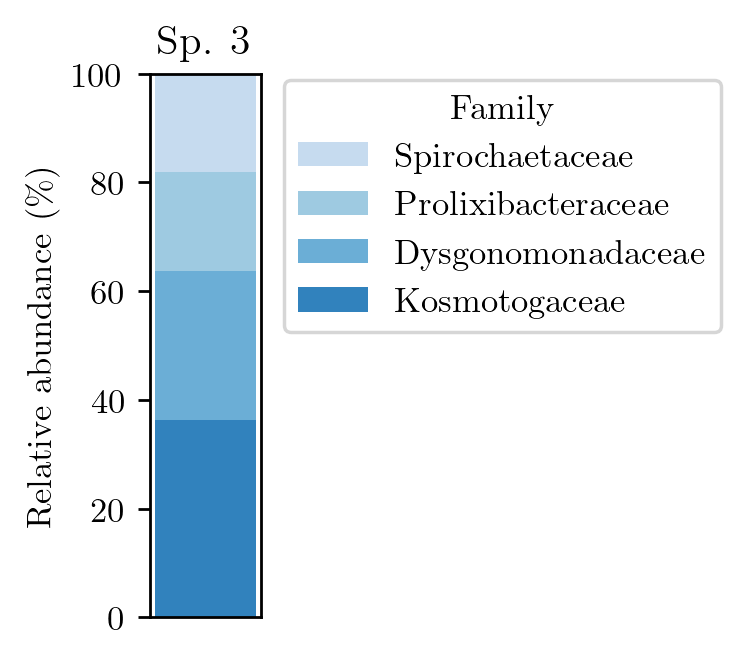 Sp. 3
100
80
60
40
20
0
Relative abundance (%)
Family
Spirochaetaceae
Prolixibacteraceae
Dysgonomonadaceae
Kosmotogaceae